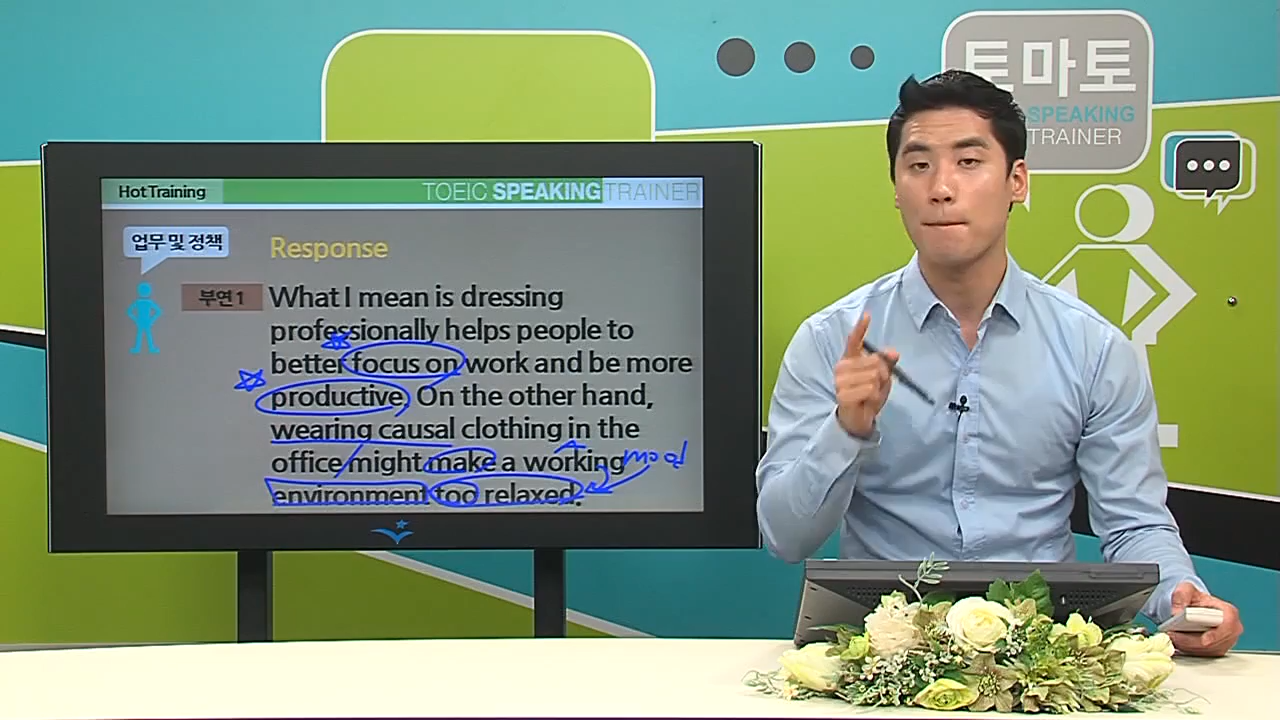 토마토
SPEAKING
TRAINER
Hot Training
TOEIC SPEAKING TRAINER
업무 및 정책
Response
부연 1
What I mean is dressing
professionally helps people to
better focus on work and be more
productive. On the other hand,
wearing causal clothing in the
office might make a working
mood
environment too relaxed.